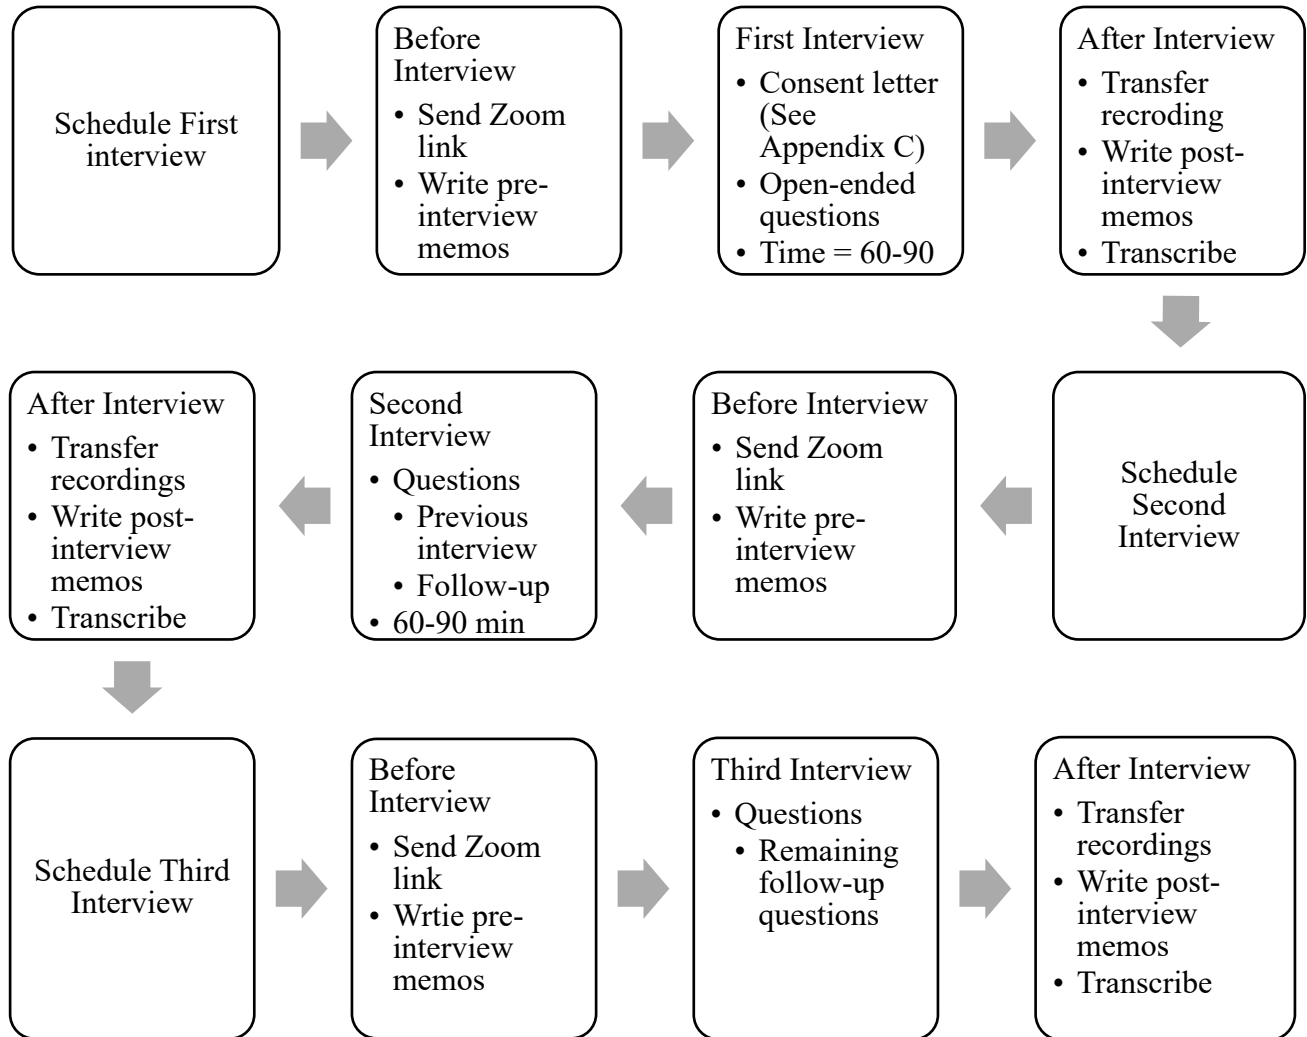 Schedule First
interview
Before
Interview
• Send Zoom
link
• Write pre-
interview
memos
First Interview
• Consent letter
(See
Appendix C)
• Open-ended
questions
• Time = 60-90
After Interview
• Transfer
recroding
• Write post-
interview
memos
• Transcribe
Schedule
Second
Interview
Before Interview
• Send Zoom
link
• Write pre-
interview
memos
Second
Interview
• Questions
• Previous
interview
• Follow-up
• 60-90 min
After Interview
• Transfer
recordings
• Write post-
interview
memos
• Transcribe
Schedule Third
Interview
Before
Interview
• Send Zoom
link
• Wrtie pre-
interview
memos
Third Interview
• Questions
• Remaining
follow-up
questions
After Interview
• Transfer
recordings
• Write post-
interview
memos
• Transcribe